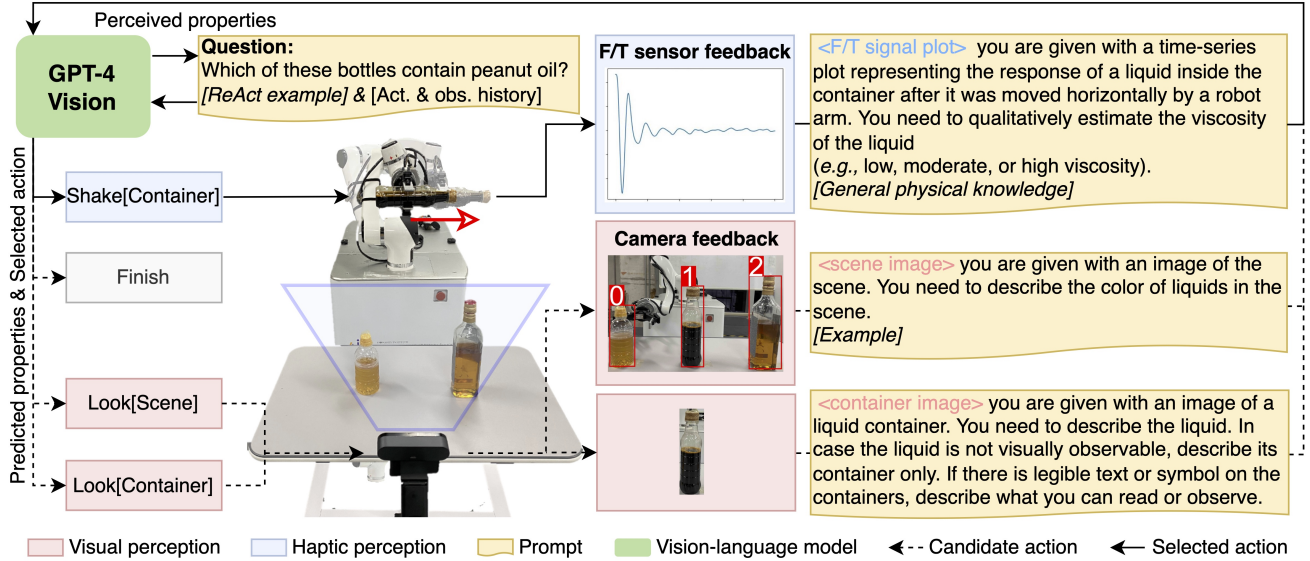 Perceived properties
GPT-4
Vision
Question:
Which of these bottles contain peanut oil?
[ReAct example] & [Act. & obs. history]
Predicted properties & Selected action
Shake[Container]
Finish
Look[Scene]
Look[Container]
F/T sensor feedback
Camera feedback
0
1
2
<F/T signal plot> you are given with a time-series
plot representing the response of a liquid inside the
container after it was moved horizontally by a robot
arm. You need to qualitatively estimate the viscosity
of the liquid
(e.g., low, moderate, or high viscosity).
[General physical knowledge]
<scene image> you are given with an image of the
scene. You need to describe the color of liquids in the
scene.
[Example]
<container image> you are given with an image of a
liquid container. You need to describe the liquid. In
case the liquid is not visually observable, describe its
container only. If there is legible text or symbol on the
containers, describe what you can read or observe.
Visual perception
Haptic perception
Prompt
Vision-language model
Candidate action
Selected action